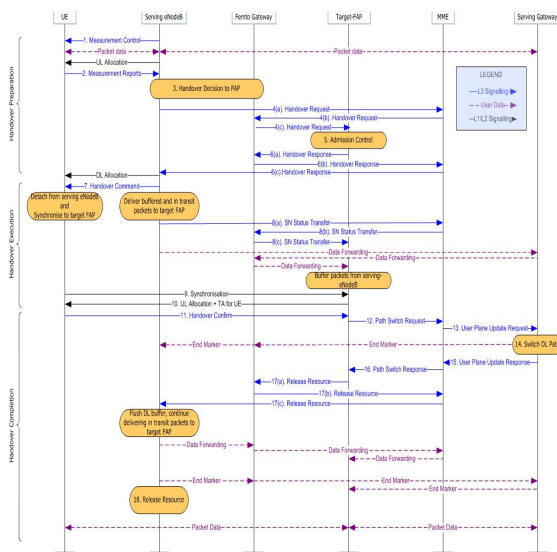 UE
Serving eNodeB
Femto Gateway
Target-FAP
MME
Serving Gateway
LEGEND
L3 Signalling
User Data
L1/L2 Signalling
Handover Preparation
1. Measurement Control
Packet data
Packet data
UL Allocation
2. Measurement Reports
3. Handover Decision to FAP
4(a). Handover Request
4(b). Handover Request
4(c). Handover Request
5. Admission Control
6(a). Handover Response
6(b). Handover Response
6(c).Handover Response
DL Allocation
7. Handover Command
Handover Execution
Detach from serving eNodeB
and
Synchronise to target FAP
Deliver buffered and in transit
packets to target FAP
8(a). SN Status Transfer
8(b). SN Status Transfer
8(c). SN Status Transfer
Data Forwarding
Data Forwarding
Data Forwarding
Buffer packets from serving-
eNodeB
9. Synchronisation
10. UL Allocation + TA for UE
Handover Completion
11. Handover Confirm
12. Path Switch Request
13. User Plane Update Request
14. Switch DL Pat
End Marker
End Marker
15. User Plane Update Response
16. Path Switch Response
17(a). Release Resource
17(b). Release Resource
17(c). Release Resource
Flush DL buffer, continue
delivering in transit packets to
target FAP
Data Forwarding
Data Forwarding
Data Forwarding
End Marker
End Marker
End Marker
18. Release Resource
Packet Data
Packet Data